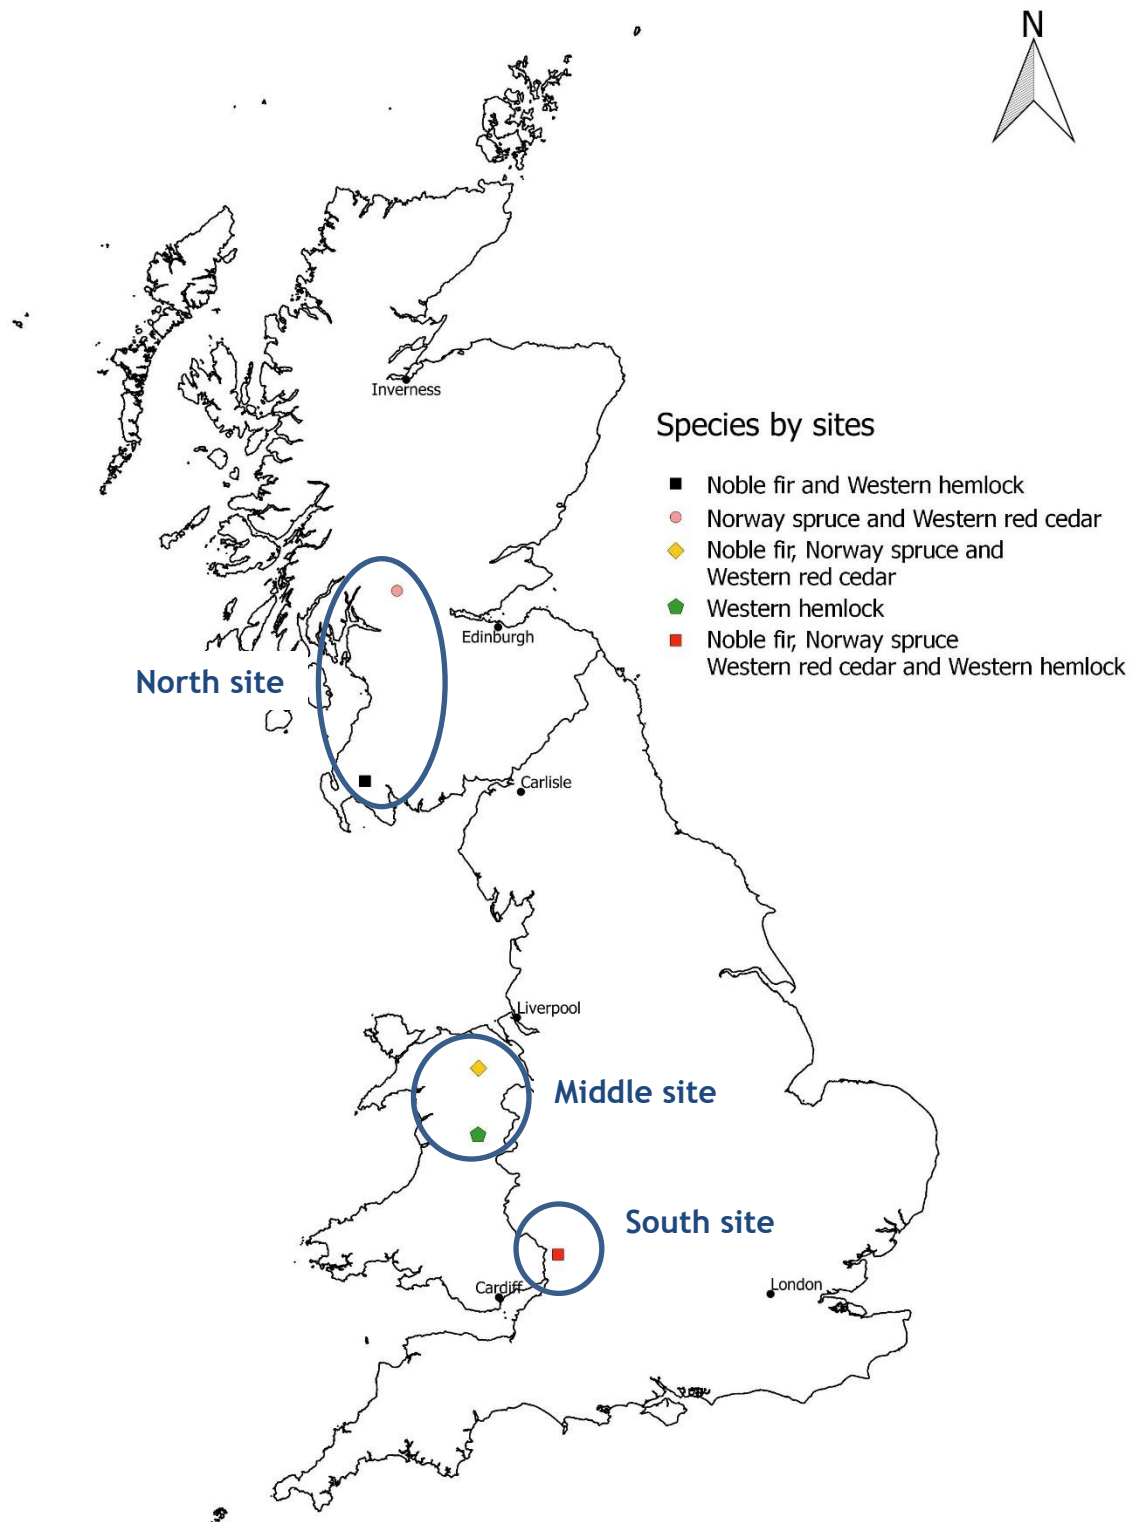 N
Inverness
Species by sites
Noble fir and Western hemlock
Norway spruce and Western red cedar
Noble fir, Norway spruce and
Western red cedar
Western hemlock
Noble fir, Norway spruce
Western red cedar and Western hemlock
Edinburgh
North site
Carlisle
Liverpool
Middle site
South site
Cardiff
London